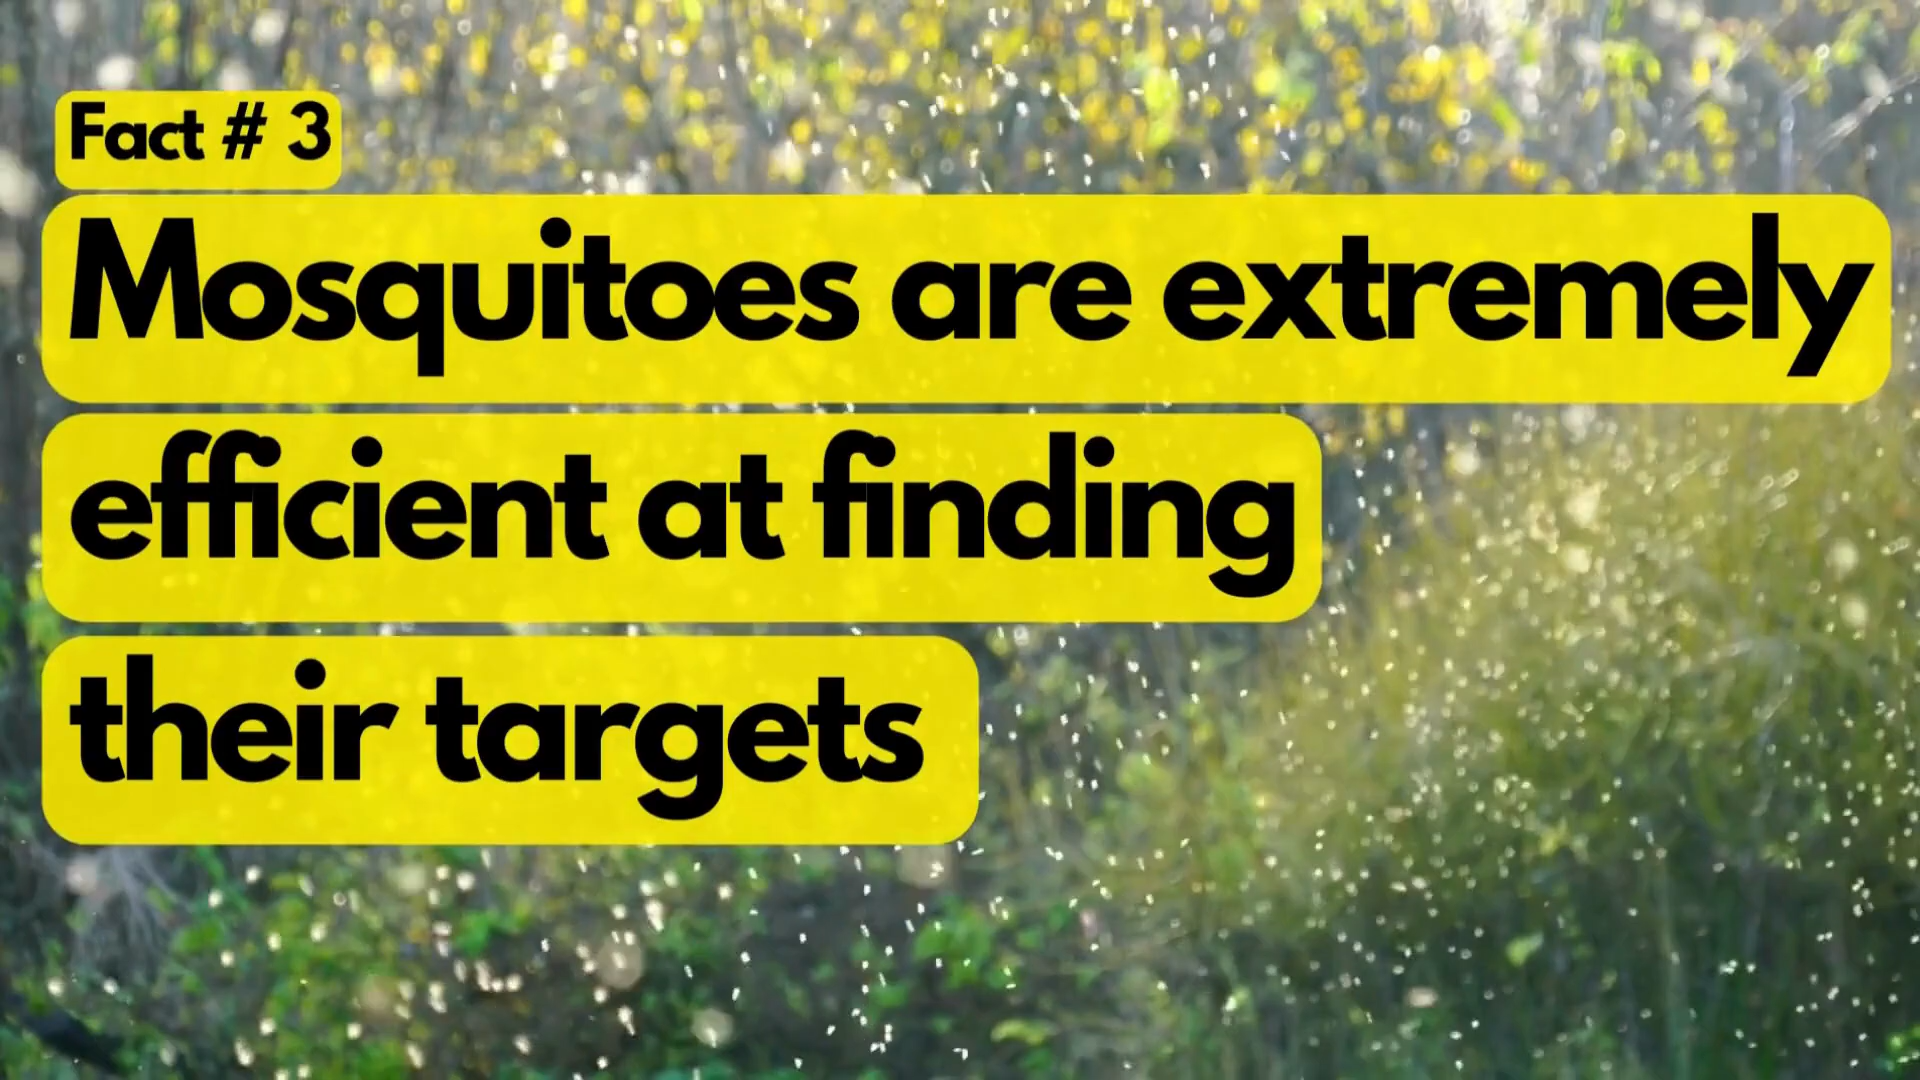 Fact # 3
Mosquitoes are extremely
efficient at finding
their targets